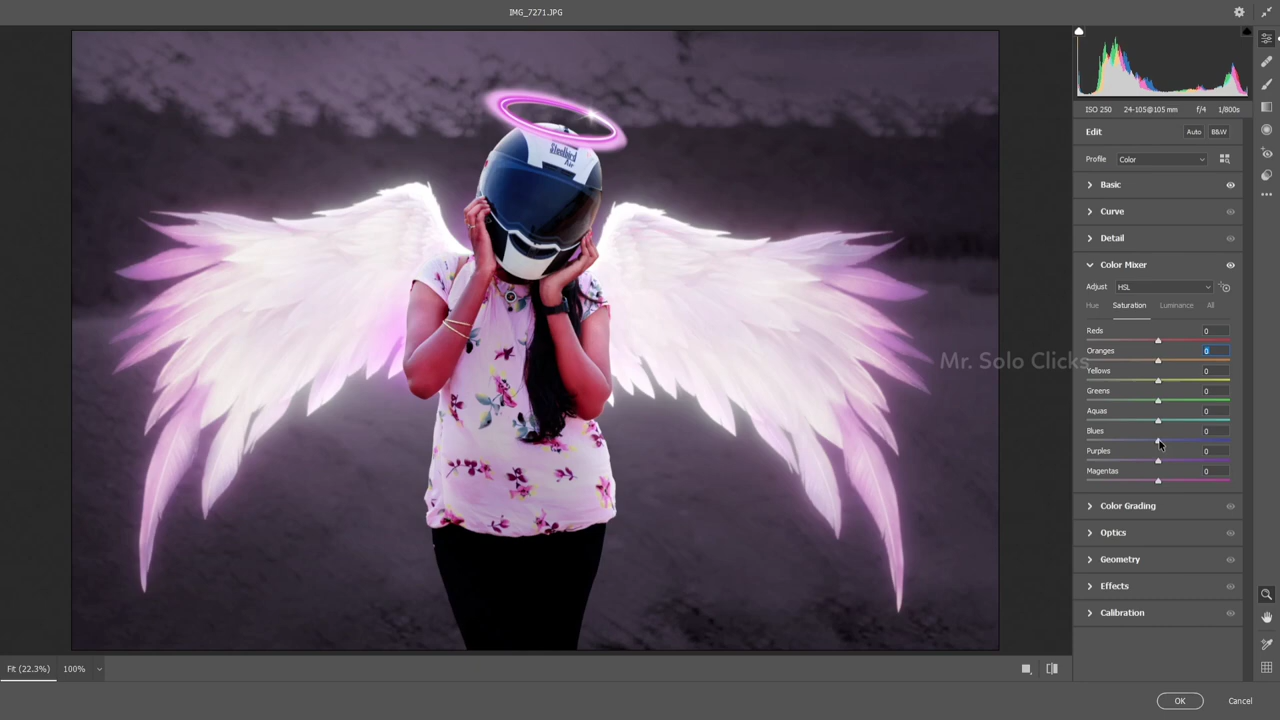 IMG_7271.JPG
ISO 250 24-105@105 mm f/4 1/800s
Edit Auto B&W
Profile Color
Basic
Curve
Detail
Color Mixer
Adjust HSL
Hue Saturation Luminance All
Reds 0
Oranges 0
Yellows 0
Greens 0
Aquas 0
Blues 0
Purples 0
Magentas 0
Color Grading
Optics
Geometry
Effects
Calibration
Steelbird
Air
Mr. Solo Clicks
Fit (22.3%) 100%
OK Cancel